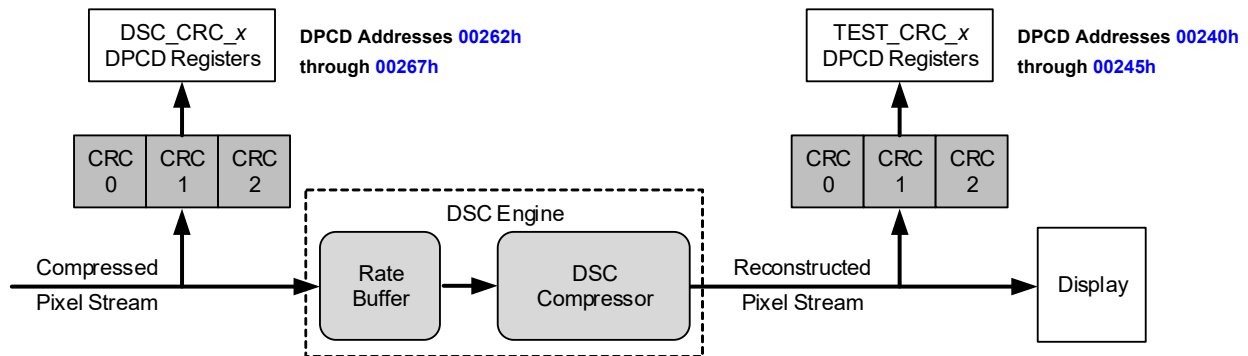 DSC_CRC_x
DPCD Registers
DPCD Addresses 00262h
through 00267h
TEST_CRC_x
DPCD Registers
DPCD Addresses 00240h
through 00245h
CRC
0
CRC
1
CRC
2
CRC
0
CRC
1
CRC
2
DSC Engine
Compressed
Pixel Stream
Rate
Buffer
DSC
Compressor
Reconstructed
Pixel Stream
Display